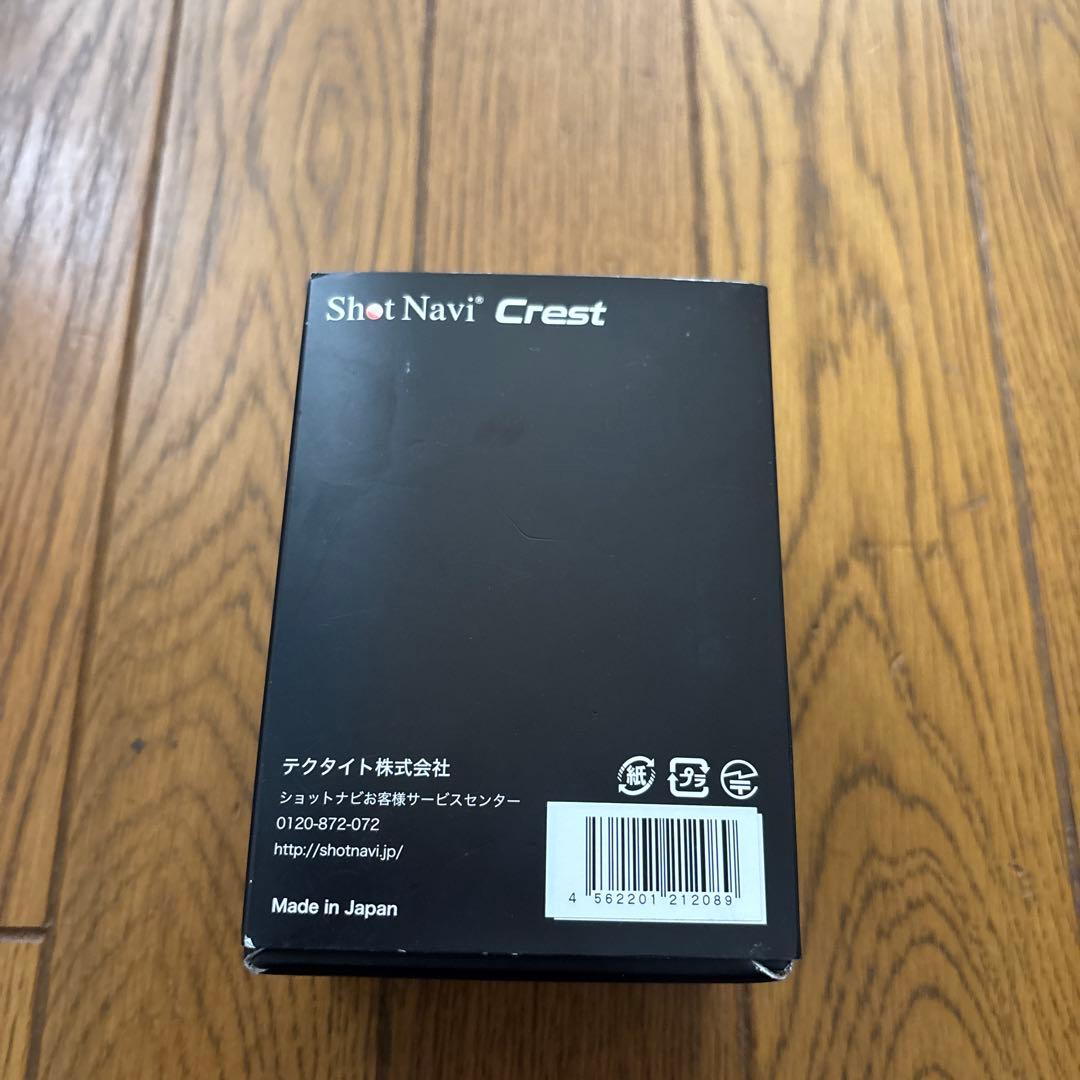 Shot Navi® Crest
テクタイト株式会社
ショットナビお客様サービスセンター
0120-872-072
http://shotnavi.jp/
Made in Japan
紙
プラ
4 562201 212089